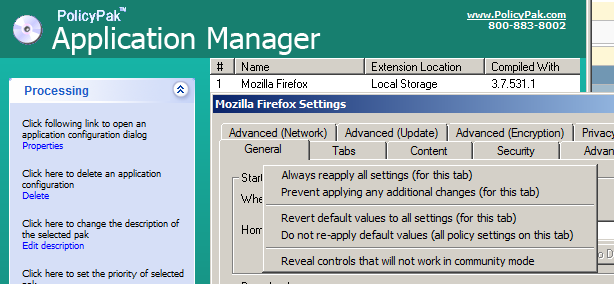 PolicyPak™
Application Manager
www.PolicyPak.com
800-883-8002
# Name Extension Location Compiled With
1 Mozilla Firefox Local Storage 3.7.531.1
Processing
Click following link to open an
application configuration dialog
Properties
Click here to delete an application
configuration
Delete
Click here to change the description of
the selected pak
Edit description
Click here to set the priority of selected
Mozilla Firefox Settings
Advanced (Network) Advanced (Update) Advanced (Encryption) Privacy
General Tabs Content Security Advan
Always reapply all settings (for this tab)
Prevent applying any additional changes (for this tab)
Revert default values to all settings (for this tab)
Do not re-apply default values (all policy settings on this tab)
Reveal controls that will not work in community mode
Star
Whe
Hom